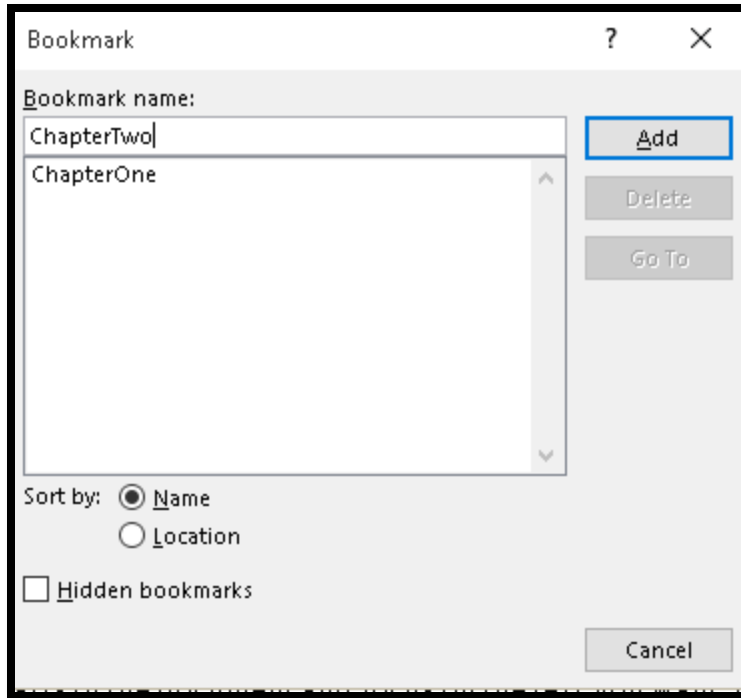 Bookmark ?
Bookmark name:
ChapterTwo
Add
ChapterOne
Delete
Go To
Sort by: Name
Location
Hidden bookmarks
Cancel